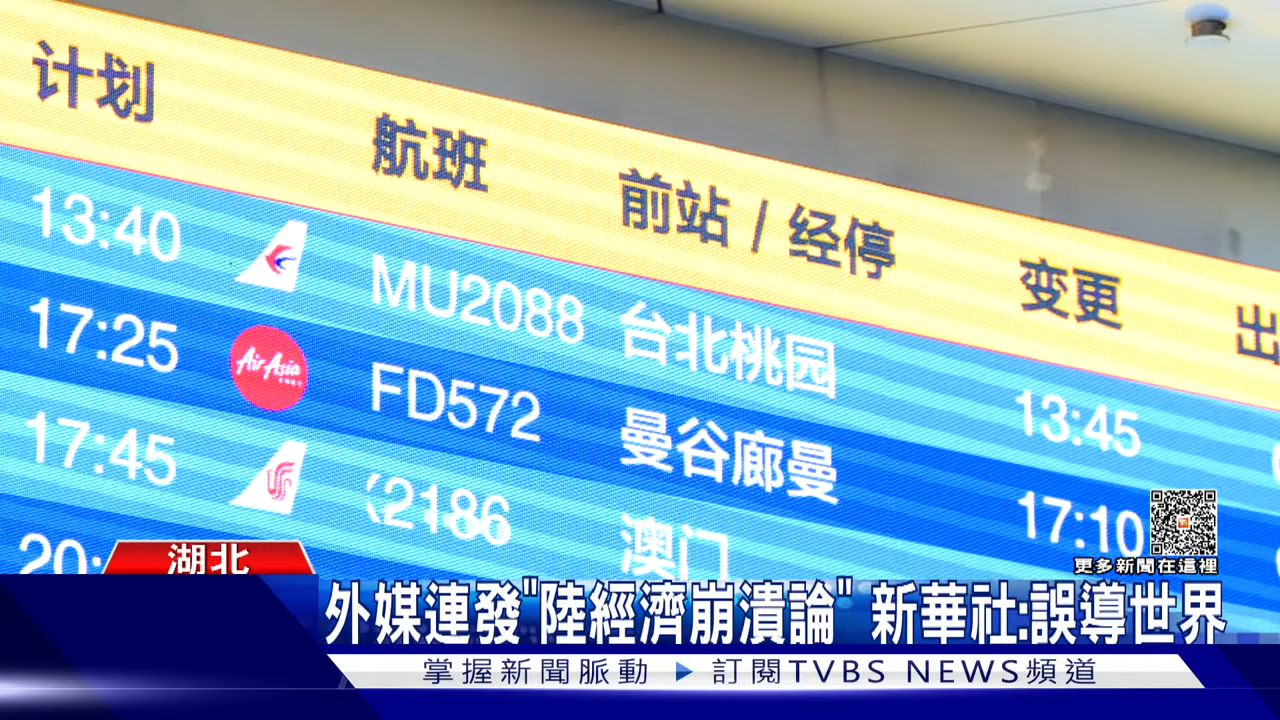 计划 航班 前站 / 经停 变更 出
13:40 MU2088 台北桃园 13:45
17:25 AirAsia FD572 曼谷廊曼 17:10
17:45 2186 澳门
20:
更多新聞在這裡
湖北
外媒連發"陸經濟崩潰論" 新華社:誤導世界
掌握新聞脈動 ▶ 訂閱TVBS NEWS頻道